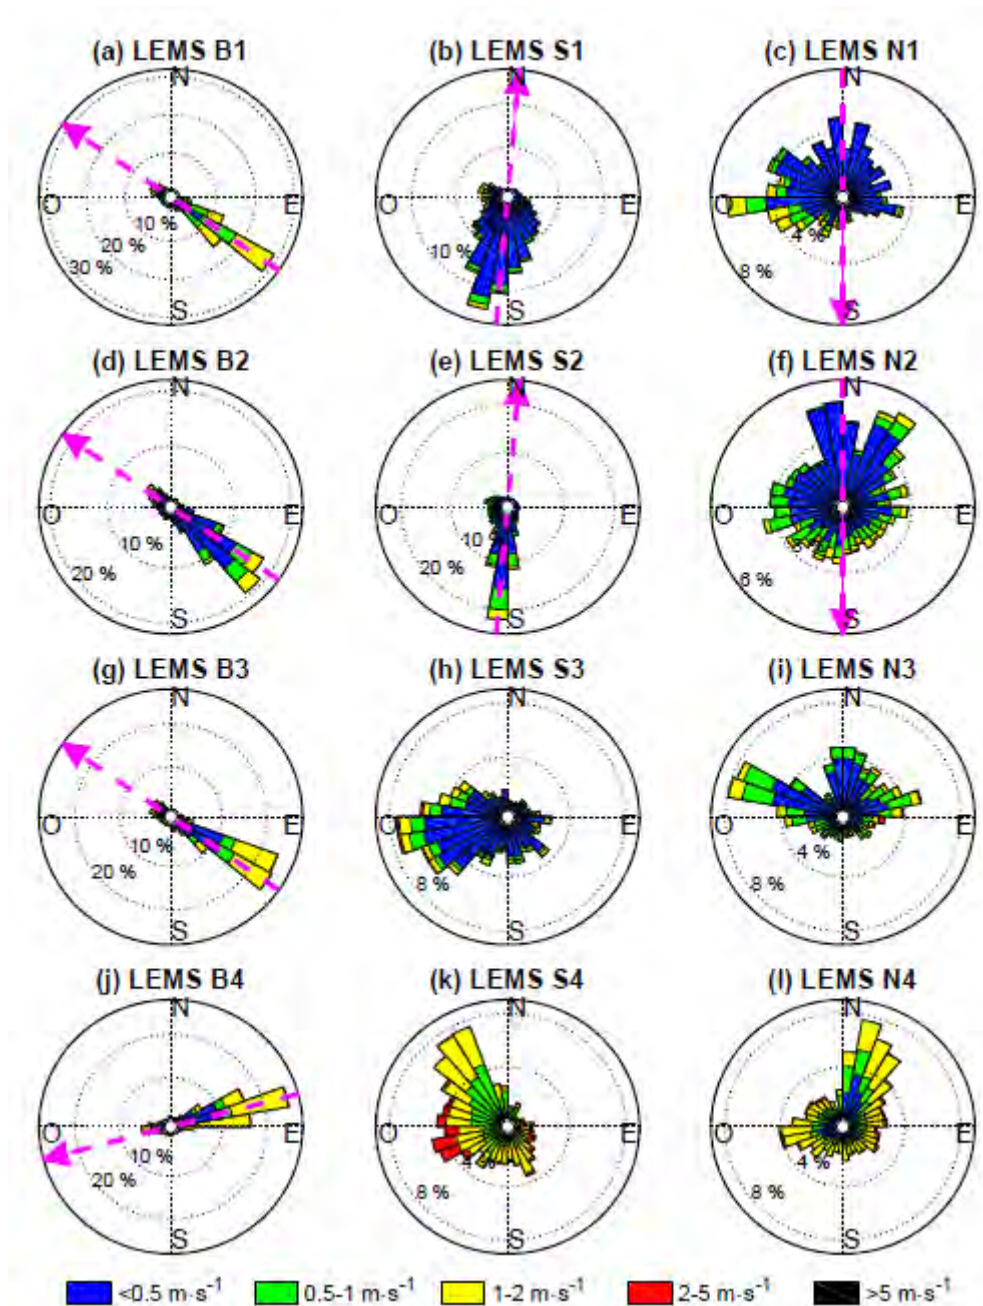 (a) LEMS B1
N
O
E
10 %
20 %
30 %
S
(b) LEMS S1
N
O
E
10 %
S
(c) LEMS N1
N
O
E
4 %
8 %
S
(d) LEMS B2
N
O
E
10 %
20 %
S
(e) LEMS S2
N
O
E
10
20 %
S
(f) LEMS N2
N
O
E
6 %
S
(g) LEMS B3
N
O
E
10 %
20 %
S
(h) LEMS S3
N
O
E
8 %
S
(i) LEMS N3
N
O
E
4 %
8 %
S
(j) LEMS B4
N
O
E
10 %
20 %
S
(k) LEMS S4
N
O
E
4 %
8 %
S
(l) LEMS N4
N
O
E
4 %
8 %
S
<0.5 m·s⁻¹ 0.5-1 m·s⁻¹ 1-2 m·s⁻¹ 2-5 m·s⁻¹ >5 m·s⁻¹